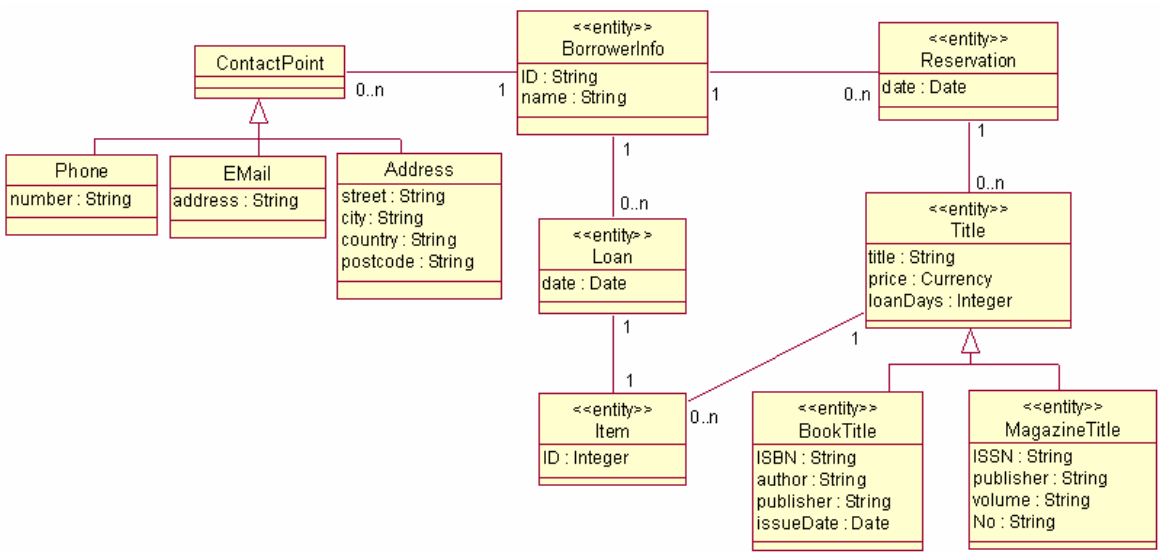 ContactPoint
0..n
1
<<entity>>
BorrowerInfo
ID : String
name : String
1
0..n
<<entity>>
Reservation
date : Date
Phone
number : String
EMail
address : String
Address
street : String
city : String
country : String
postcode : String
1
0..n
<<entity>>
Loan
date : Date
1
0..n
<<entity>>
Title
title : String
price : Currency
loanDays : Integer
1
1
<<entity>>
Item
ID : Integer
0..n
1
<<entity>>
BookTitle
ISBN : String
author : String
publisher : String
issueDate : Date
<<entity>>
MagazineTitle
ISSN : String
publisher : String
volume : String
No : String